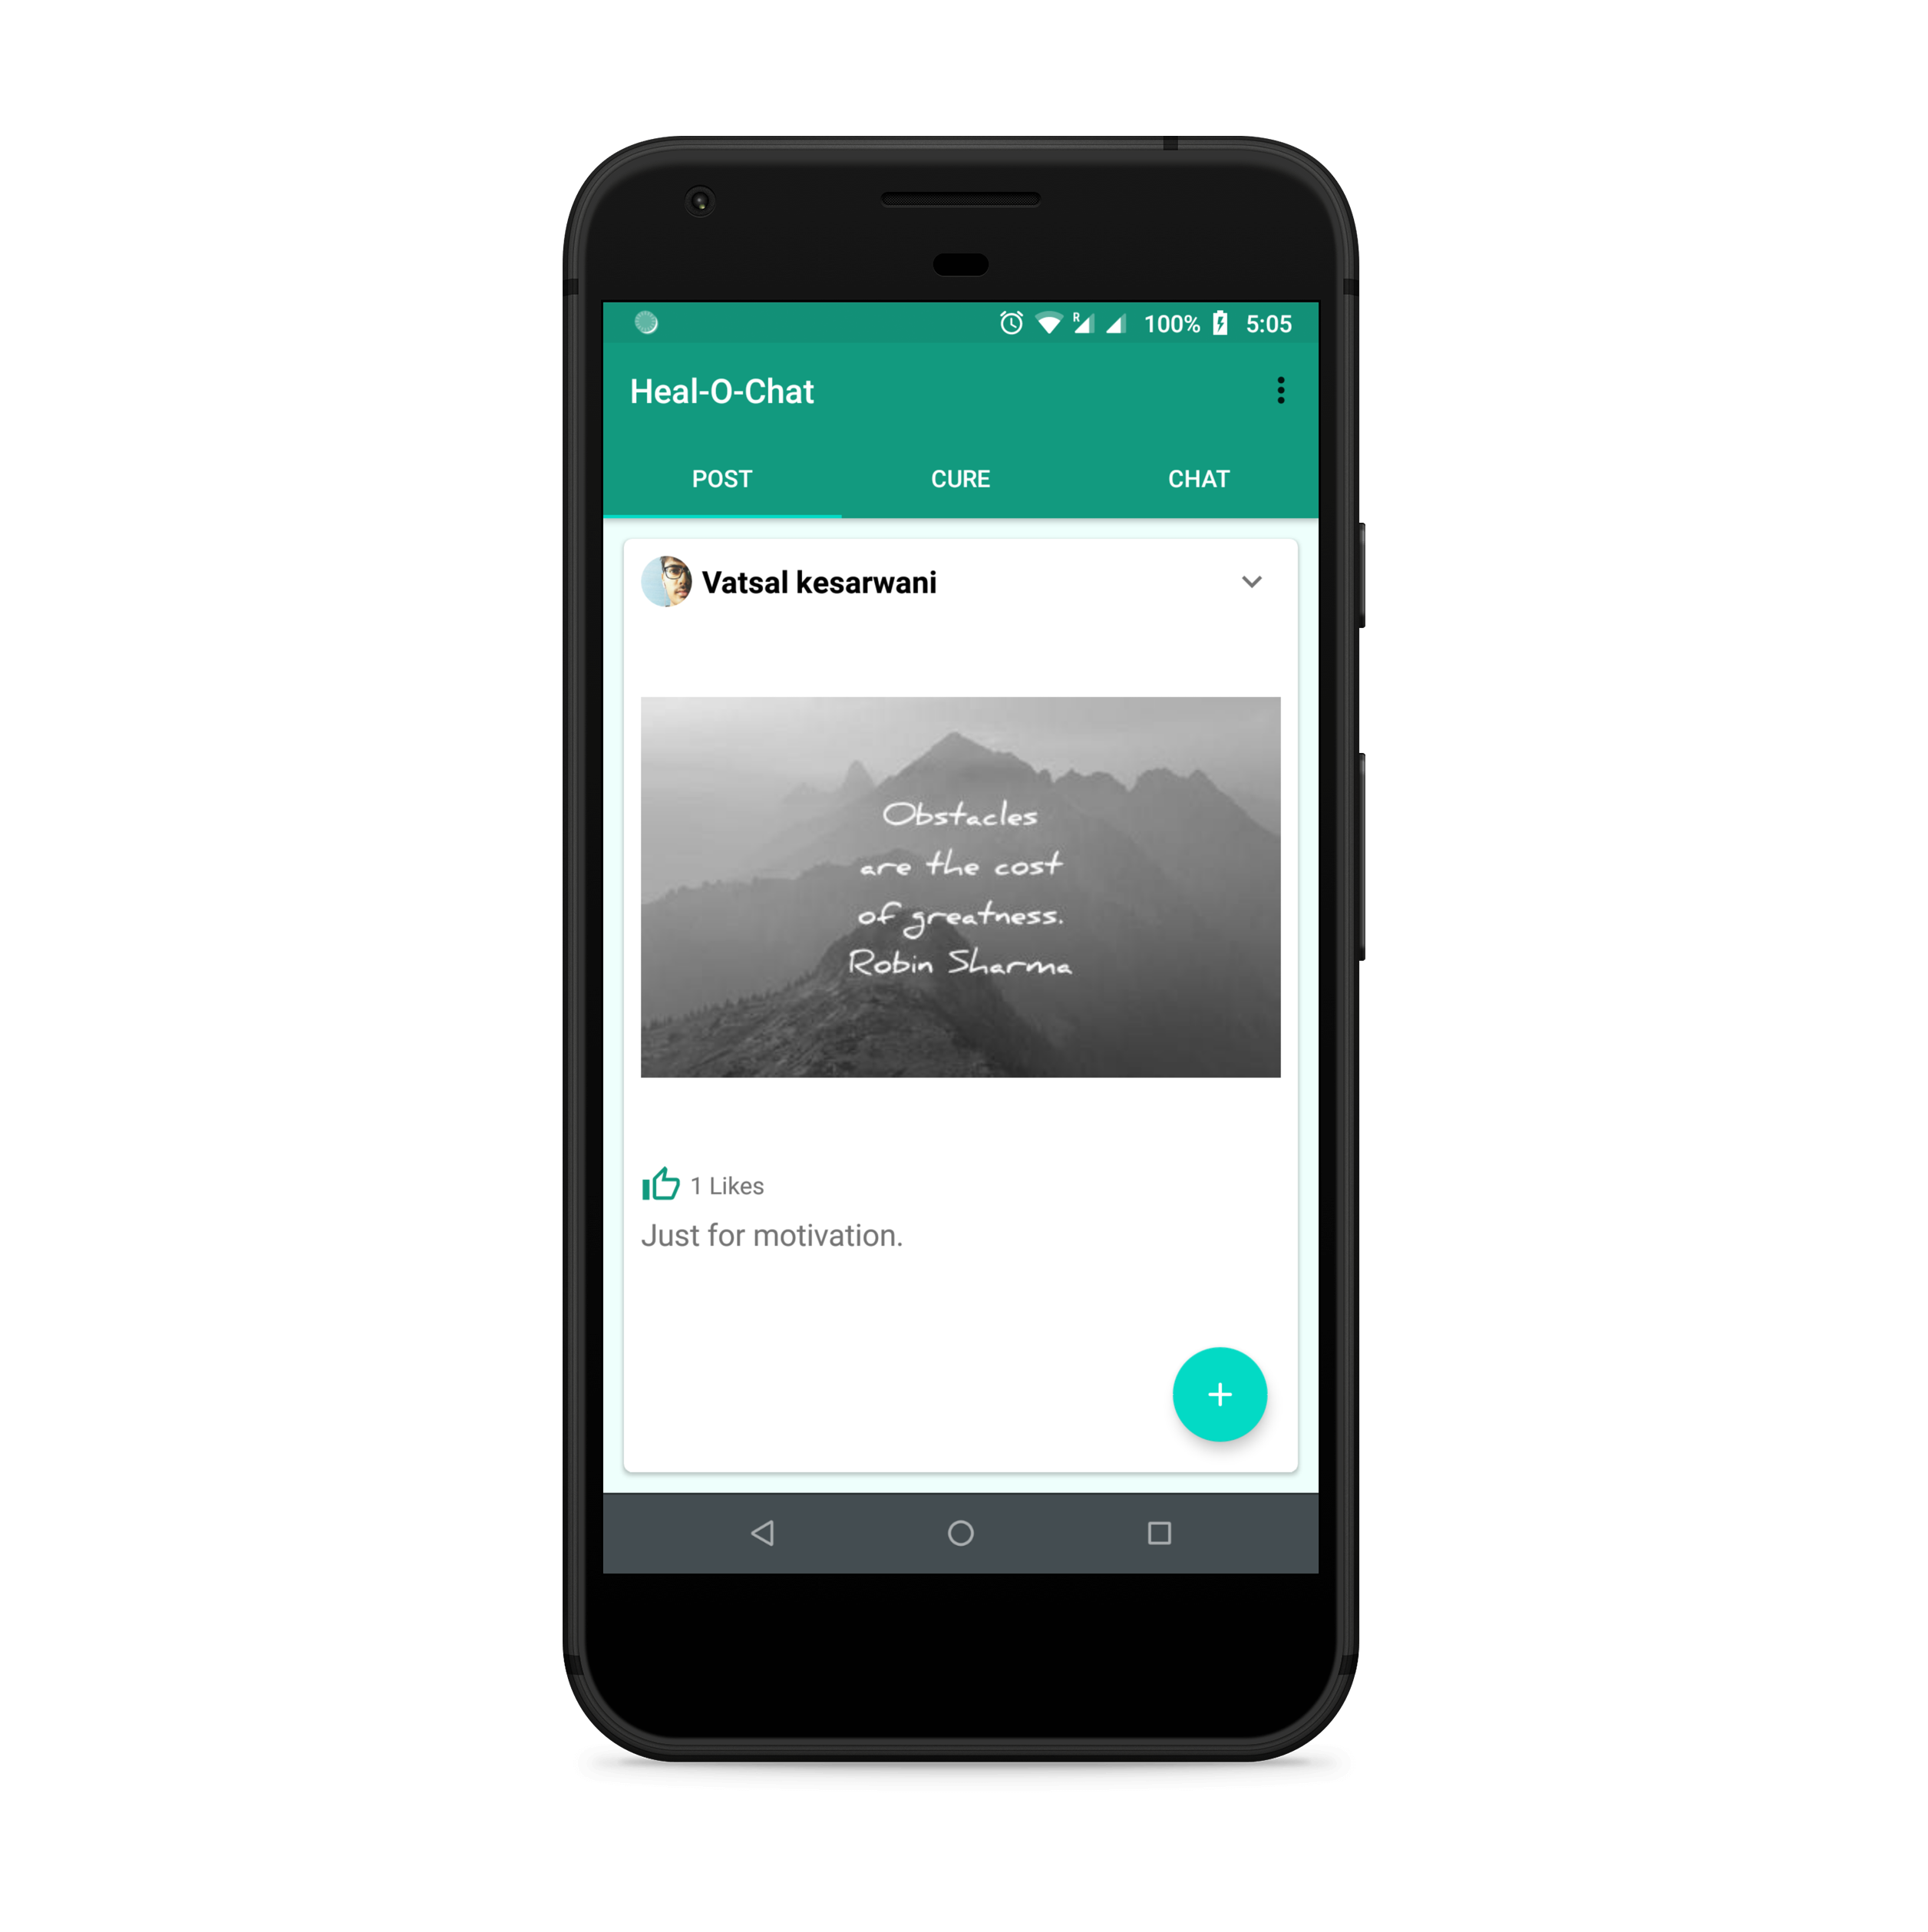 R 100% 5:05
Heal-O-Chat
POST CURE CHAT
Vatsal kesarwani
Obstacles
are the cost
of greatness.
Robin Sharma
1 Likes
Just for motivation.